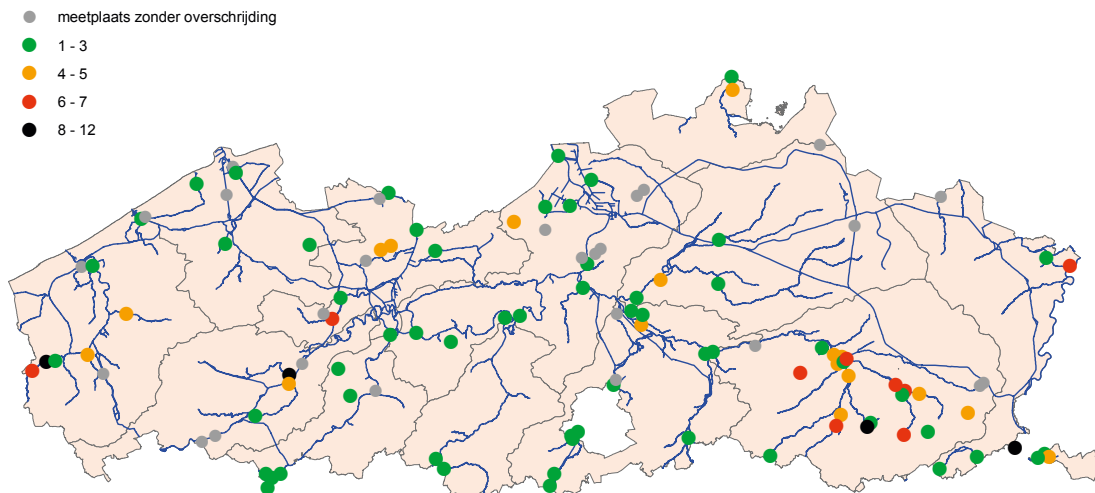 meetplaats zonder overschrijding
1 - 3
4 - 5
6 - 7
8 - 12